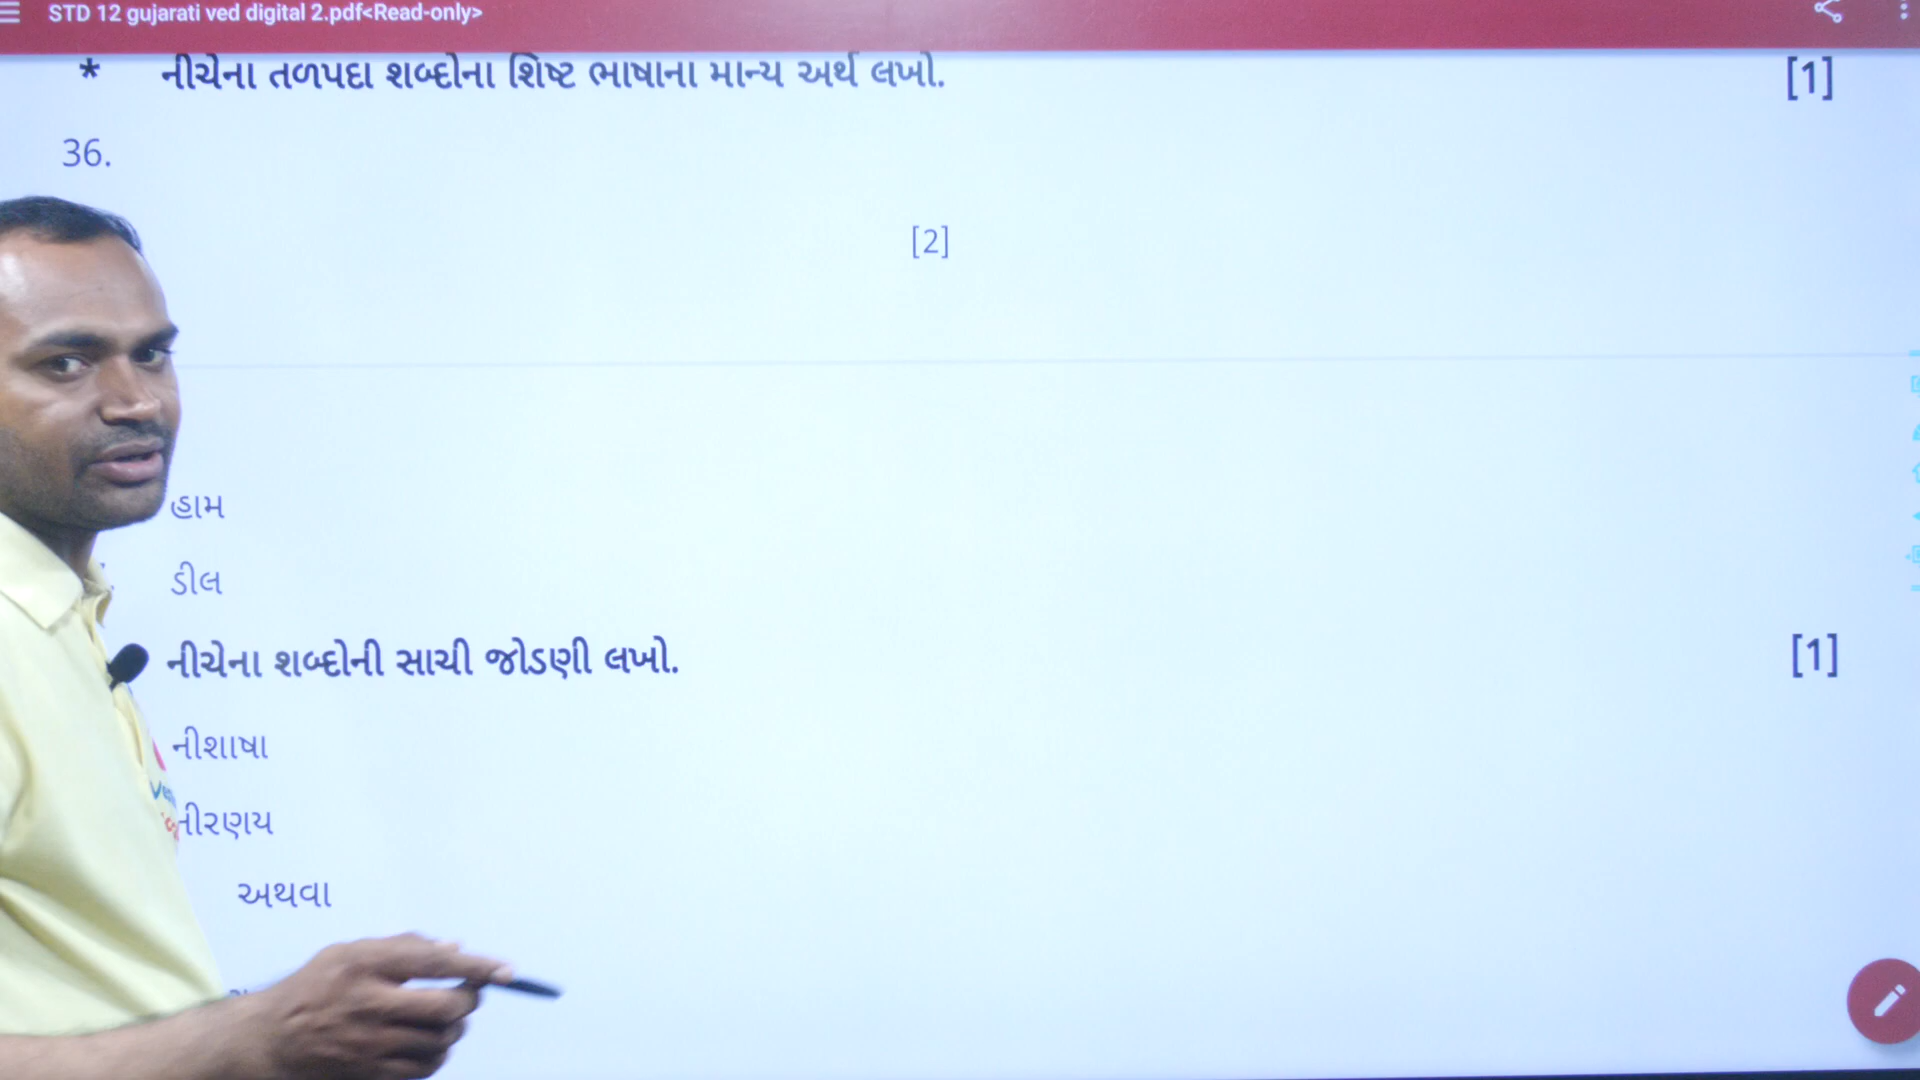 STD 12 gujarati ved digital 2.pdf<Read-only>
* નીચેના તળપદા શબ્દોના શિષ્ટ ભાષાના માન્ય અર્થ લખો. [1]
36.
[2]
હામ
ડીલ
નીચેના શબ્દોની સાચી જોડણી લખો. [1]
નીશાષા
નીરણય
અથવા